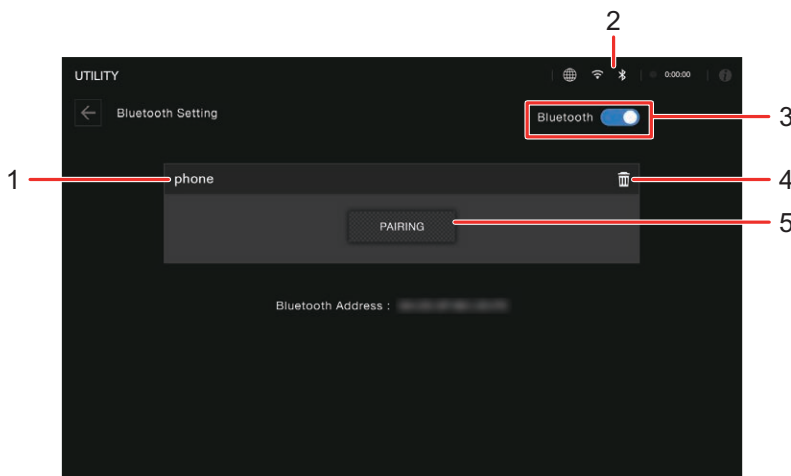 2
UTILITY 0:00:00
Bluetooth Setting Bluetooth 3
1 phone 4
PAIRING 5
Bluetooth Address :